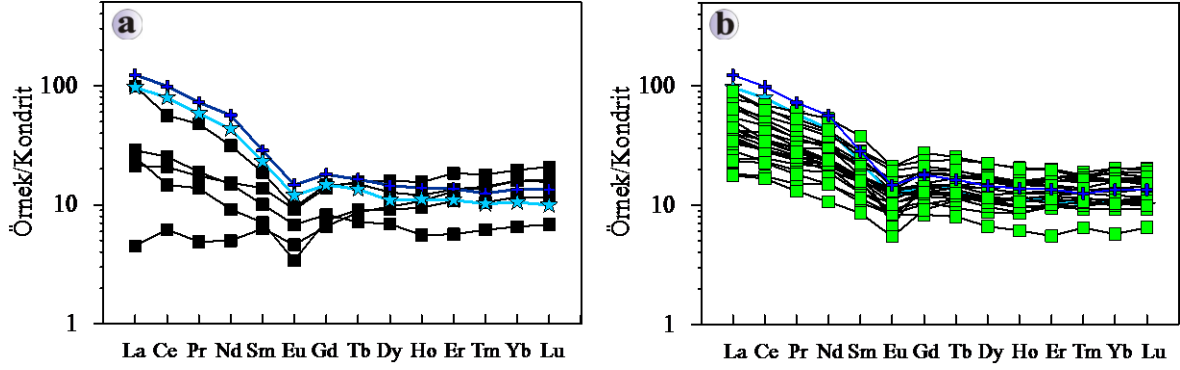 a
Örnek/Kondrit
100
10
1
La Ce Pr Nd Sm Eu Gd Tb Dy Ho Er Tm Yb Lu
b
Örnek/Kondrit
100
10
1
La Ce Pr Nd Sm Eu Gd Tb Dy Ho Er Tm Yb Lu